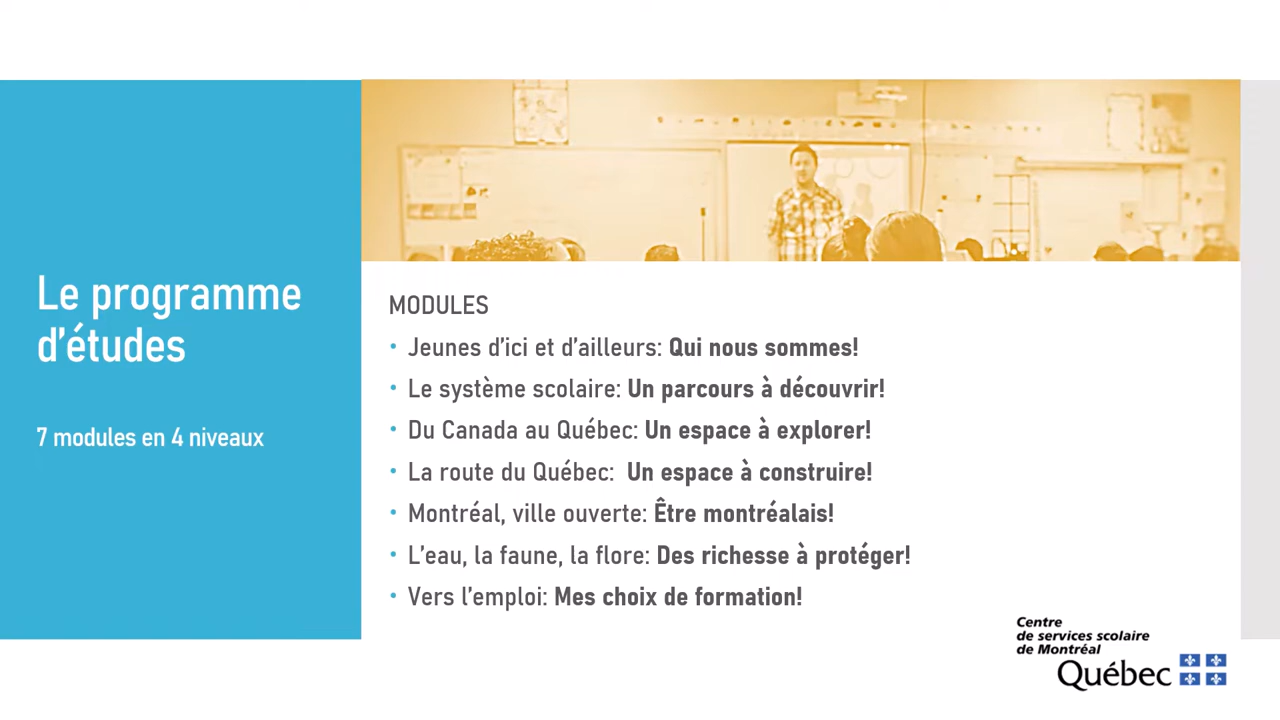 Le programme
d'études
7 modules en 4 niveaux
MODULES
• Jeunes d'ici et d'ailleurs: Qui nous sommes!
• Le système scolaire: Un parcours à découvrir!
• Du Canada au Québec: Un espace à explorer!
• La route du Québec: Un espace à construire!
• Montréal, ville ouverte: Être montréalais!
• L'eau, la faune, la flore: Des richesse à protéger!
• Vers l'emploi: Mes choix de formation!
Centre
de services scolaire
de Montréal
Québec